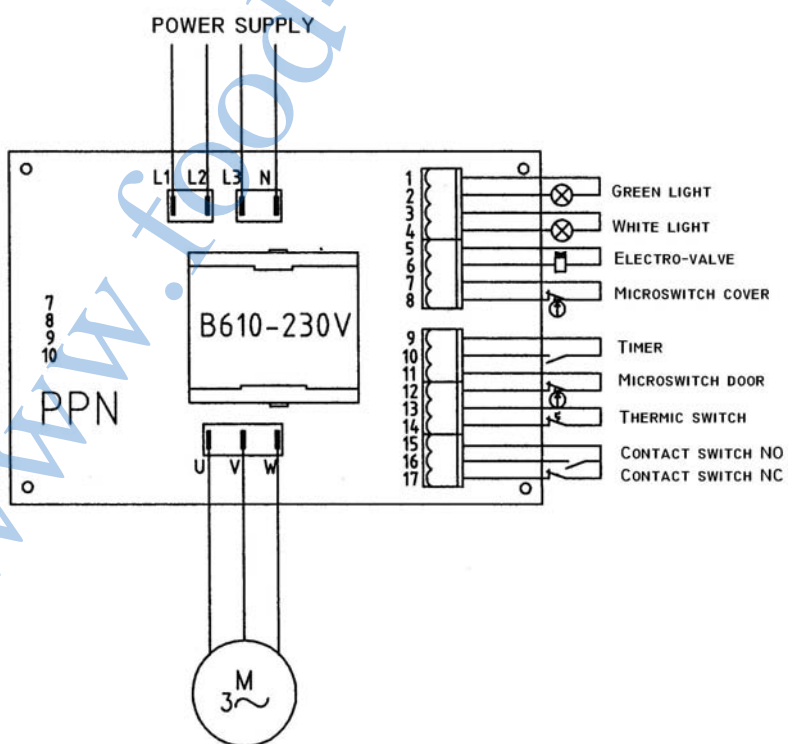 POWER SUPPLY
L1 L2 L3 N
1
2
3
4
5
6
7
8
GREEN LIGHT
WHITE LIGHT
ELECTRO-VALVE
MICROSWITCH COVER
7
8
9
10
B610-230V
PPN
9
10
11
12
13
14
15
16
17
TIMER
MICROSWITCH DOOR
THERMIC SWITCH
CONTACT SWITCH NO
CONTACT SWITCH NC
U V W
M
3~
www.food